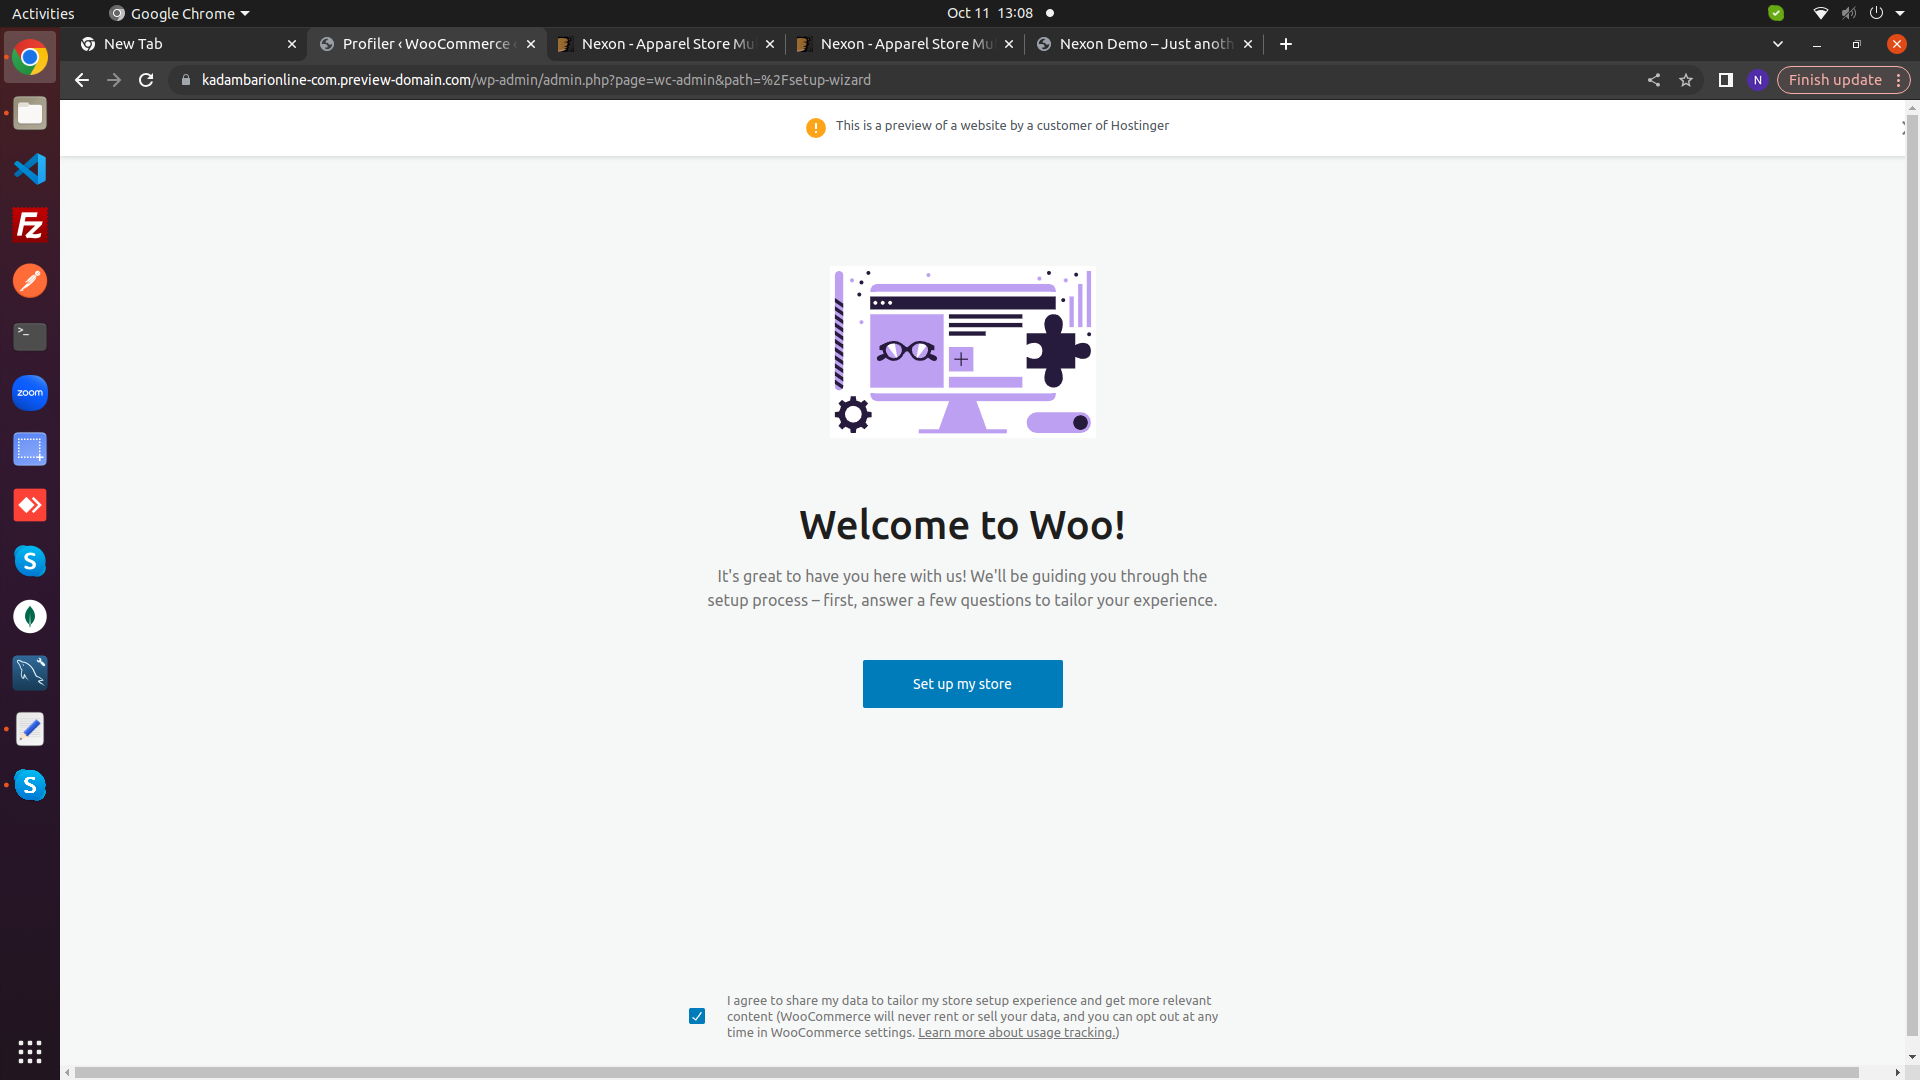 Activities
Google Chrome
Oct 11 13:08
New Tab
Profiler ‹ WooCommerce ‹
Nexon - Apparel Store Mu
Nexon - Apparel Store Mu
Nexon Demo – Just anoth
kadambarionline-com.preview-domain.com/wp-admin/admin.php?page=wc-admin&path=%2Fsetup-wizard
N
Finish update
This is a preview of a website by a customer of Hostinger
Fz
>_
zoom
S
S
Welcome to Woo!
It's great to have you here with us! We'll be guiding you through the
setup process – first, answer a few questions to tailor your experience.
Set up my store
I agree to share my data to tailor my store setup experience and get more relevant
content (WooCommerce will never rent or sell your data, and you can opt out at any
time in WooCommerce settings. Learn more about usage tracking.)